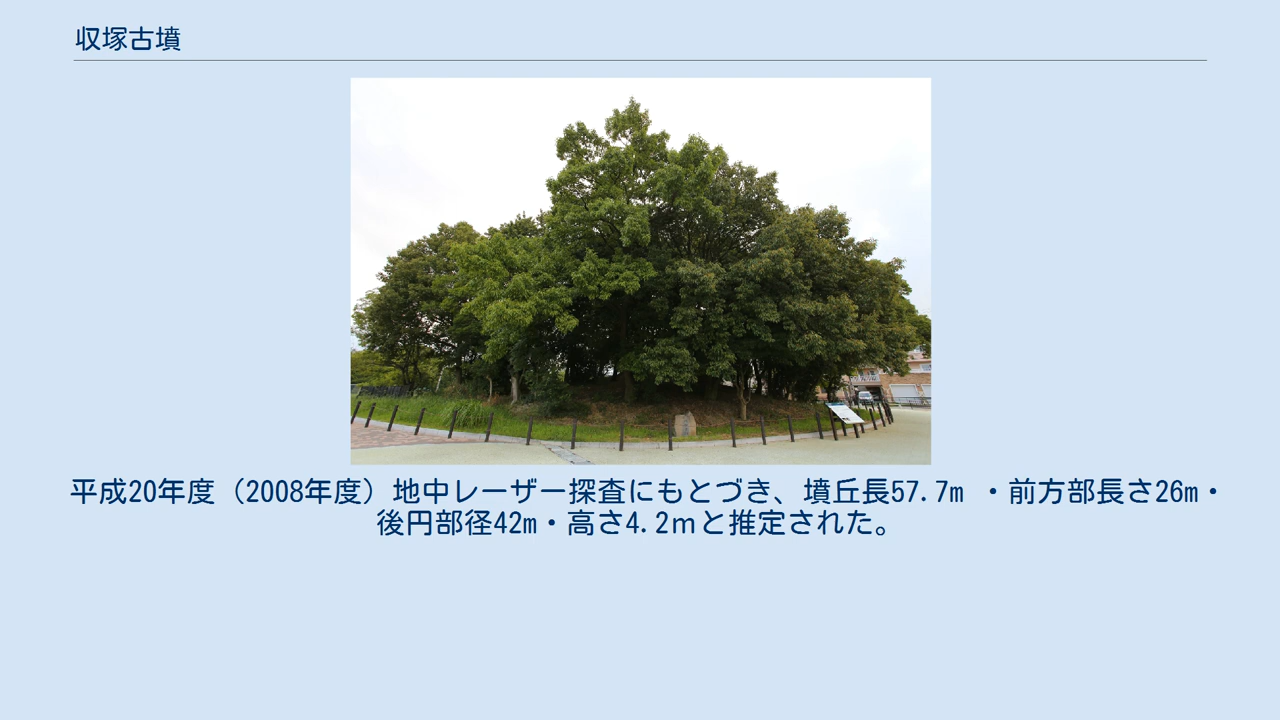 収塚古墳
平成20年度（2008年度）地中レーザー探査にもとづき、墳丘長57.7m ・前方部長さ26m・
後円部径42m・高さ4.2ｍと推定された。